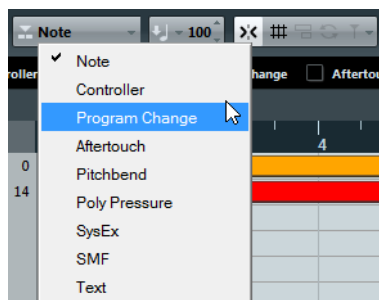 Note 100
roller hange Aftertou
Note
Controller
Program Change
4
Aftertouch
0
Pitchbend
14
Poly Pressure
SysEx
SMF
Text